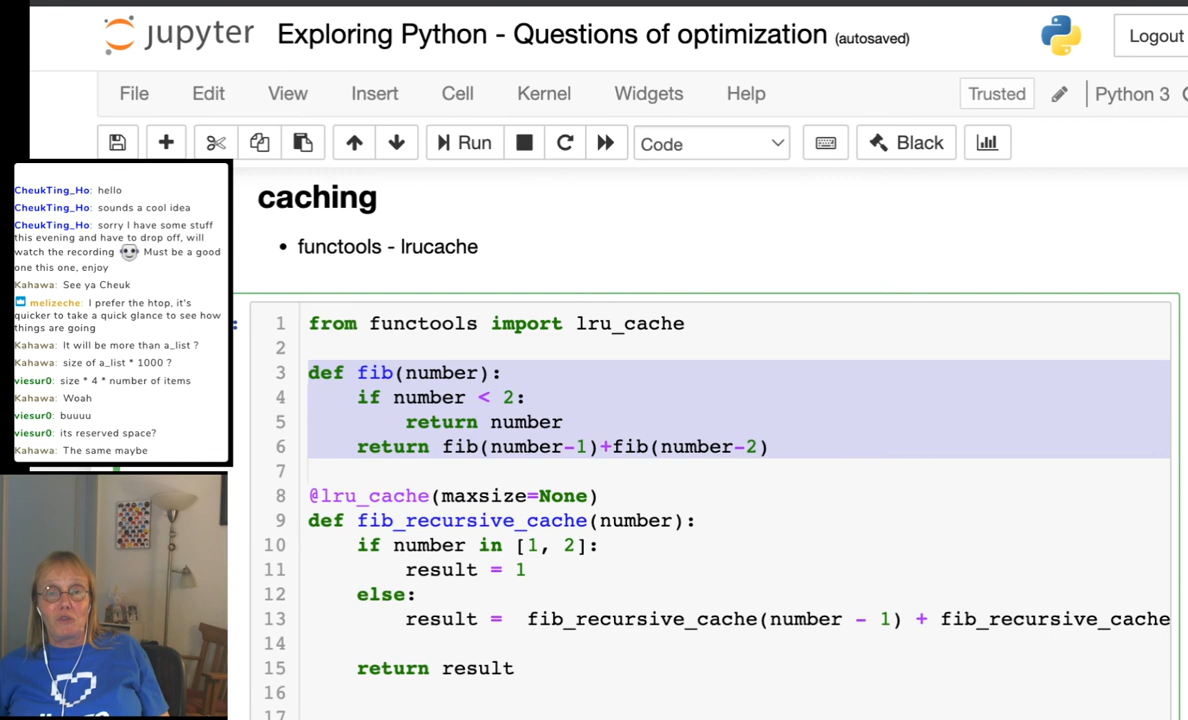 jupyter Exploring Python - Questions of optimization (autosaved)
Logout
File Edit View Insert Cell Kernel Widgets Help
Trusted Python 3
Run Code Black
CheukTing_Ho: hello
CheukTing_Ho: sounds a cool idea
CheukTing_Ho: sorry I have some stuff
this evening and have to drop off, will
watch the recording Must be a good
one this one, enjoy
Kahawa: See ya Cheuk
melizeche: I prefer the htop, it's
quicker to take a quick glance to see how
things are going
Kahawa: It will be more than a_list ?
Kahawa: size of a_list * 1000 ?
viesur0: size * 4 * number of items
Kahawa: Woah
viesur0: buuuu
viesur0: its reserved space?
Kahawa: The same maybe
caching
• functools - lrucache
1 from functools import lru_cache
2
3 def fib(number):
4 if number < 2:
5 return number
6 return fib(number-1)+fib(number-2)
7
8 @lru_cache(maxsize=None)
9 def fib_recursive_cache(number):
10 if number in [1, 2]:
11 result = 1
12 else:
13 result =  fib_recursive_cache(number - 1) + fib_recursive_cache
14
15 return result
16
17